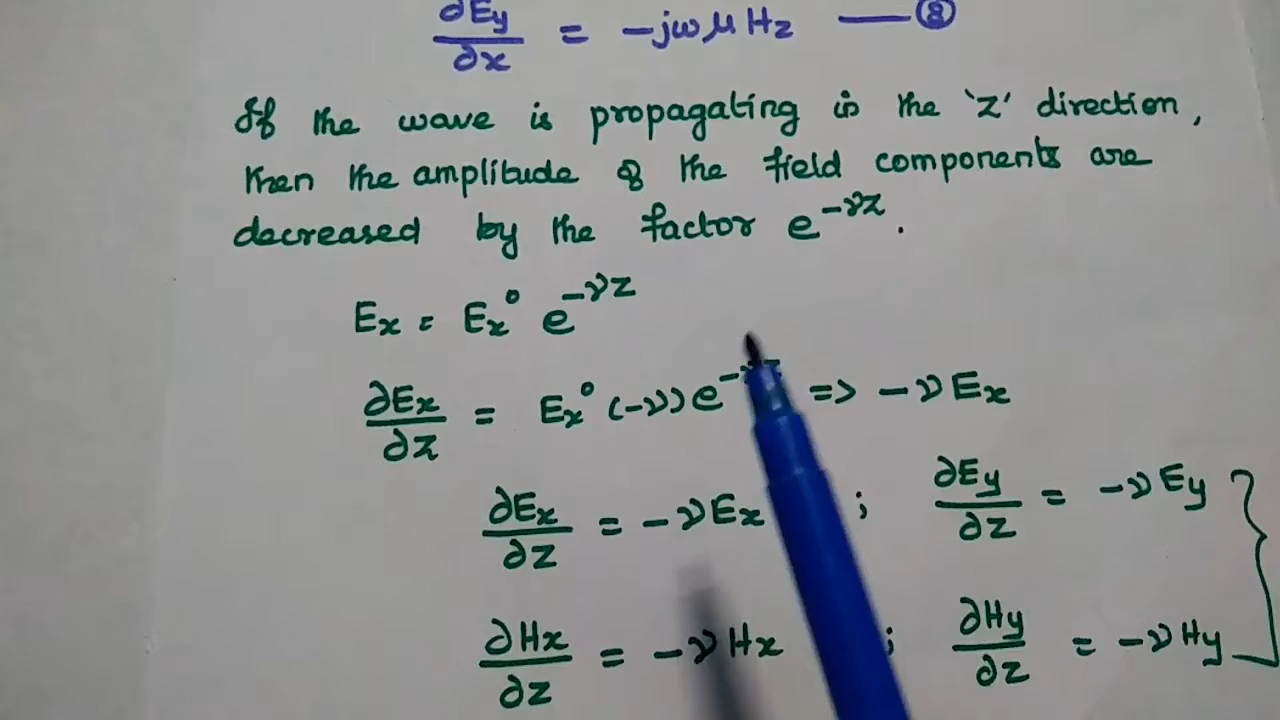 ∂Ey/∂x = -jωμHz —— ⑧
If the wave is propagating in the 'z' direction,
then the amplitude of the field components are
decreased by the factor e^-γz.
Ex = Ex° e^-γz
∂Ex/∂z = Ex° (-γ) e^-γz => -γEx
∂Ex/∂z = -γEx ; ∂Ey/∂z = -γEy
∂Hx/∂z = -γHx ; ∂Hy/∂z = -γHy